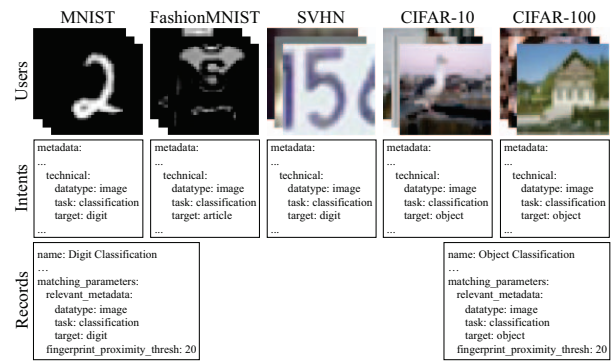 MNIST FashionMNIST SVHN CIFAR-10 CIFAR-100
Users
156
Intents
metadata:
...
technical:
datatype: image
task: classification
target: digit
...
metadata:
...
technical:
datatype: image
task: classification
target: article
...
metadata:
...
technical:
datatype: image
task: classification
target: digit
...
metadata:
...
technical:
datatype: image
task: classification
target: object
...
metadata:
...
technical:
datatype: image
task: classification
target: object
...
Records
name: Digit Classification
...
matching_parameters:
relevant_metadata:
datatype: image
task: classification
target: digit
fingerprint_proximity_thresh: 20
name: Object Classification
...
matching_parameters:
relevant_metadata:
datatype: image
task: classification
target: object
fingerprint_proximity_thresh: 20